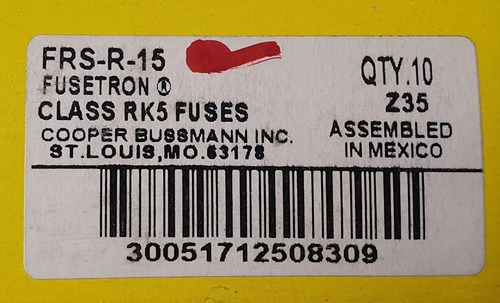 FRS-R-15
QTY.10
FUSETRON ®
Z35
CLASS RK5 FUSES
COOPER BUSSMANN INC.
ASSEMBLED
ST.LOUIS,MO.63178
IN MEXICO
30051712508309